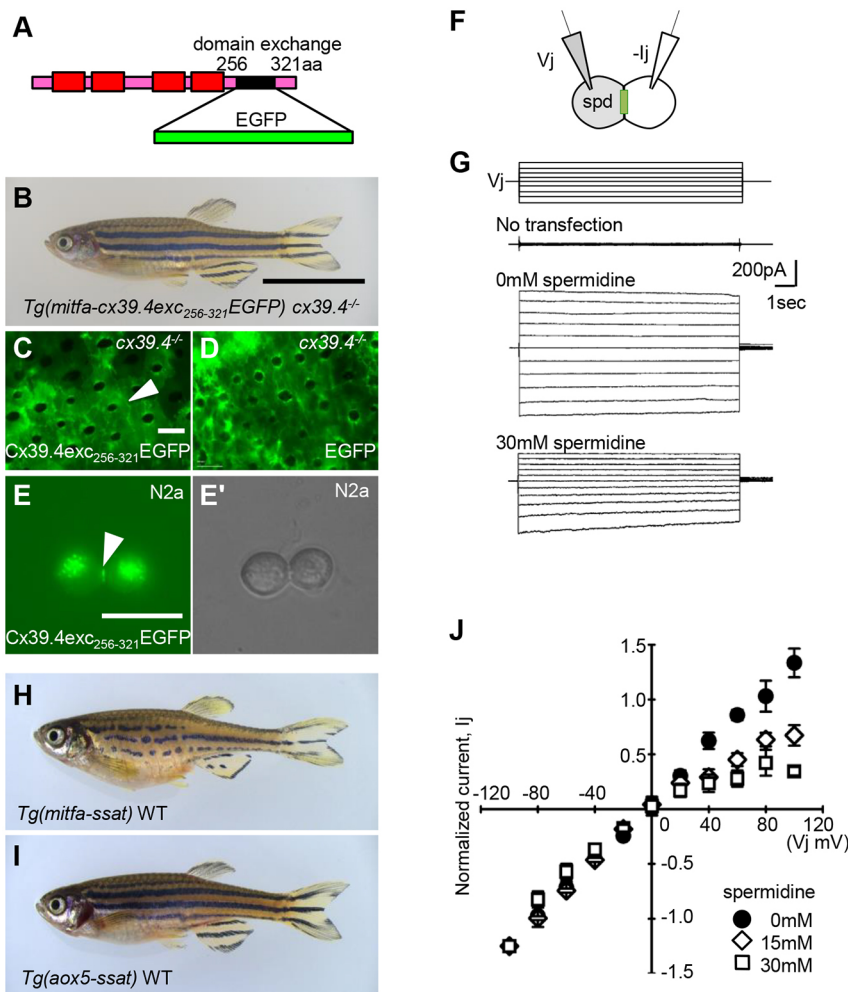 A
domain exchange
256 321aa
EGFP
B
Tg(mitfa-cx39.4exc256-321EGFP) cx39.4-/-
C
cx39.4-/-
Cx39.4exc256-321EGFP
D
cx39.4-/-
EGFP
E
N2a
Cx39.4exc256-321EGFP
E'
N2a
H
Tg(mitfa-ssat) WT
I
Tg(aox5-ssat) WT
F
Vj
-Ij
spd
G
Vj
No transfection
200pA
1sec
0mM spermidine
30mM spermidine
J
Normalized current, Ij
1.5
1.0
0.5
-120 -80 -40
0 40 80 120
(Vj mV)
-0.5
-1.0
-1.5
spermidine
0mM
15mM
30mM